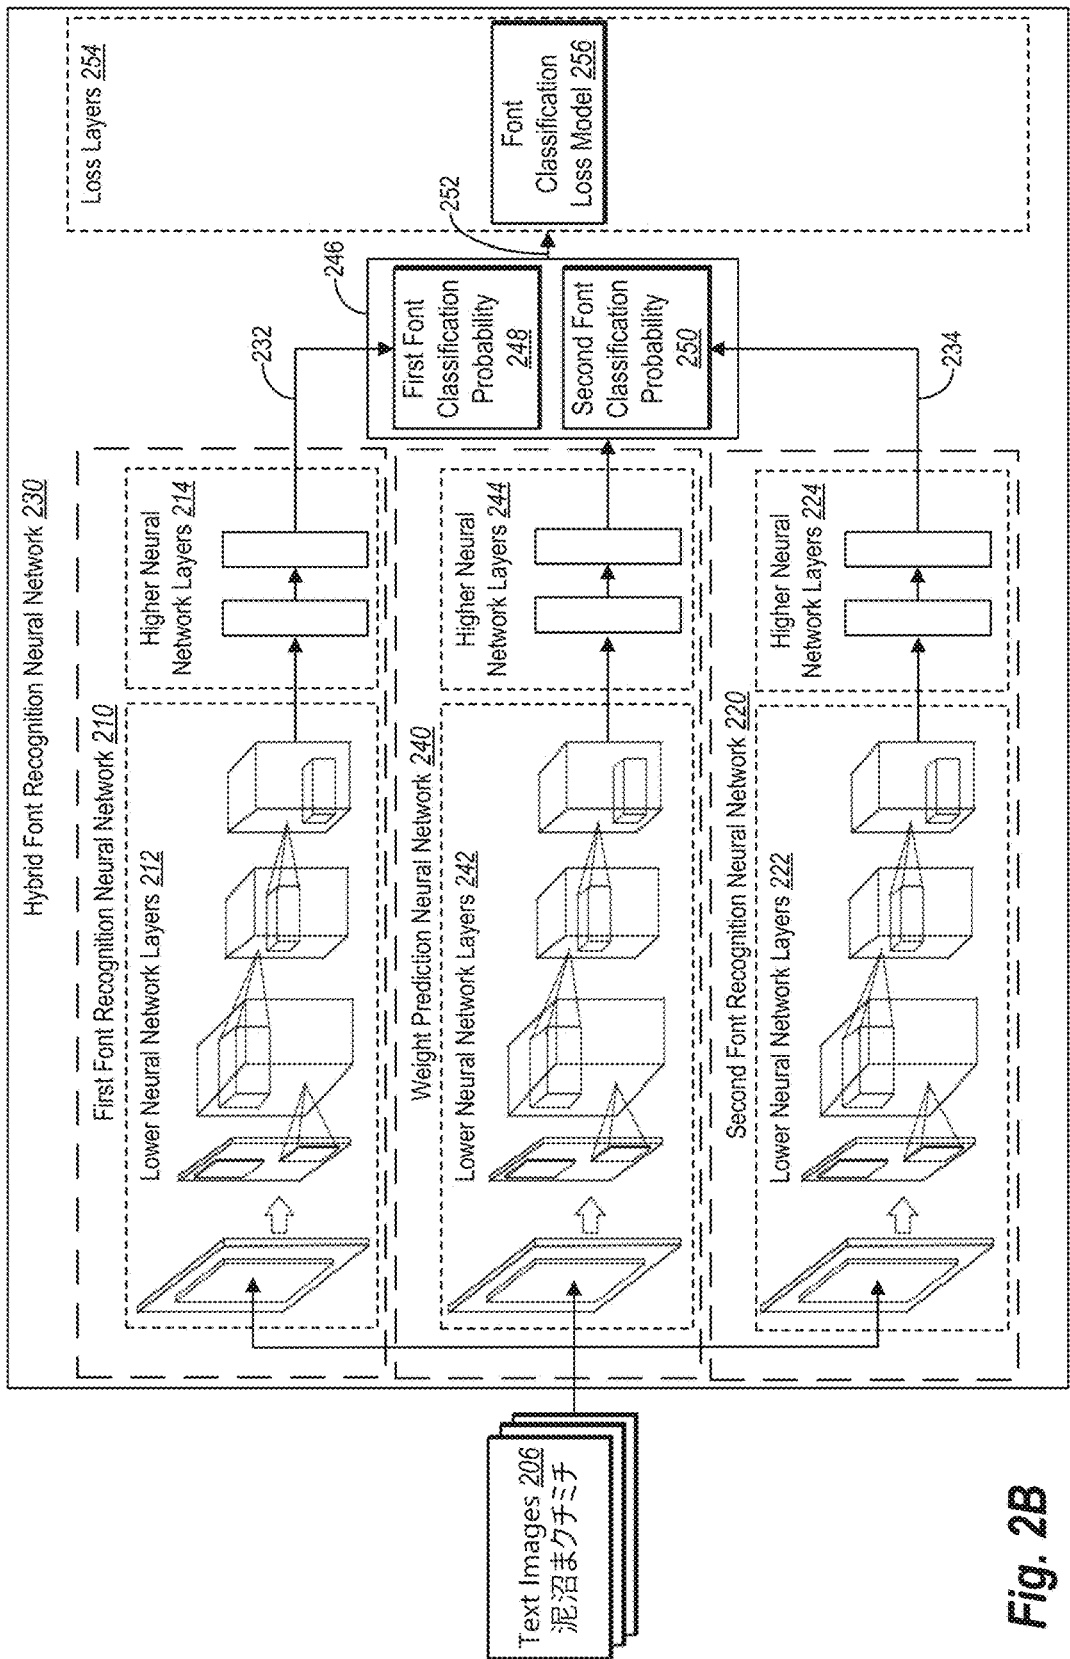 Hybrid Font Recognition Neural Network 230
First Font Recognition Neural Network 210
Lower Neural Network Layers 212
Higher Neural
Network Layers 214
232
246
Loss Layers 254
Text Images 206
泥沼まクチミチ
Weight Prediction Neural Network 240
Lower Neural Network Layers 242
Higher Neural
Network Layers 244
First Font
Classification
Probability
248
Second Font
Classification
Probability
250
252
Font
Classification
Loss Model 256
Second Font Recognition Neural Network 220
Lower Neural Network Layers 222
Higher Neural
Network Layers 224
234
Fig. 2B